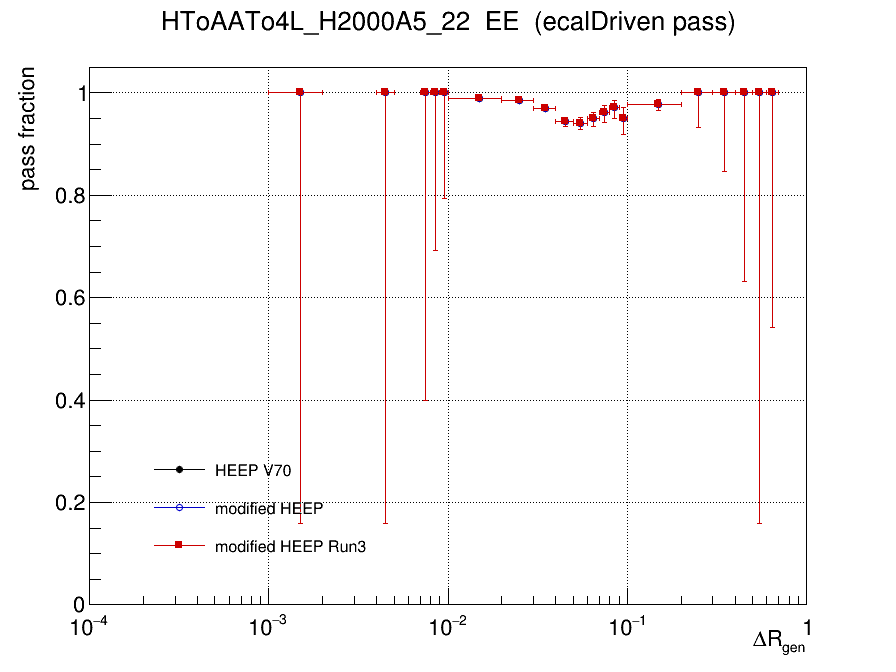 HToAATo4L_H2000A5_22 EE (ecalDriven pass)
pass fraction
1
0.8
0.6
0.4
0.2
0
HEEP V70
modified HEEP
modified HEEP Run3
10−4 10−3 10−2 10−1 1
ΔRgen